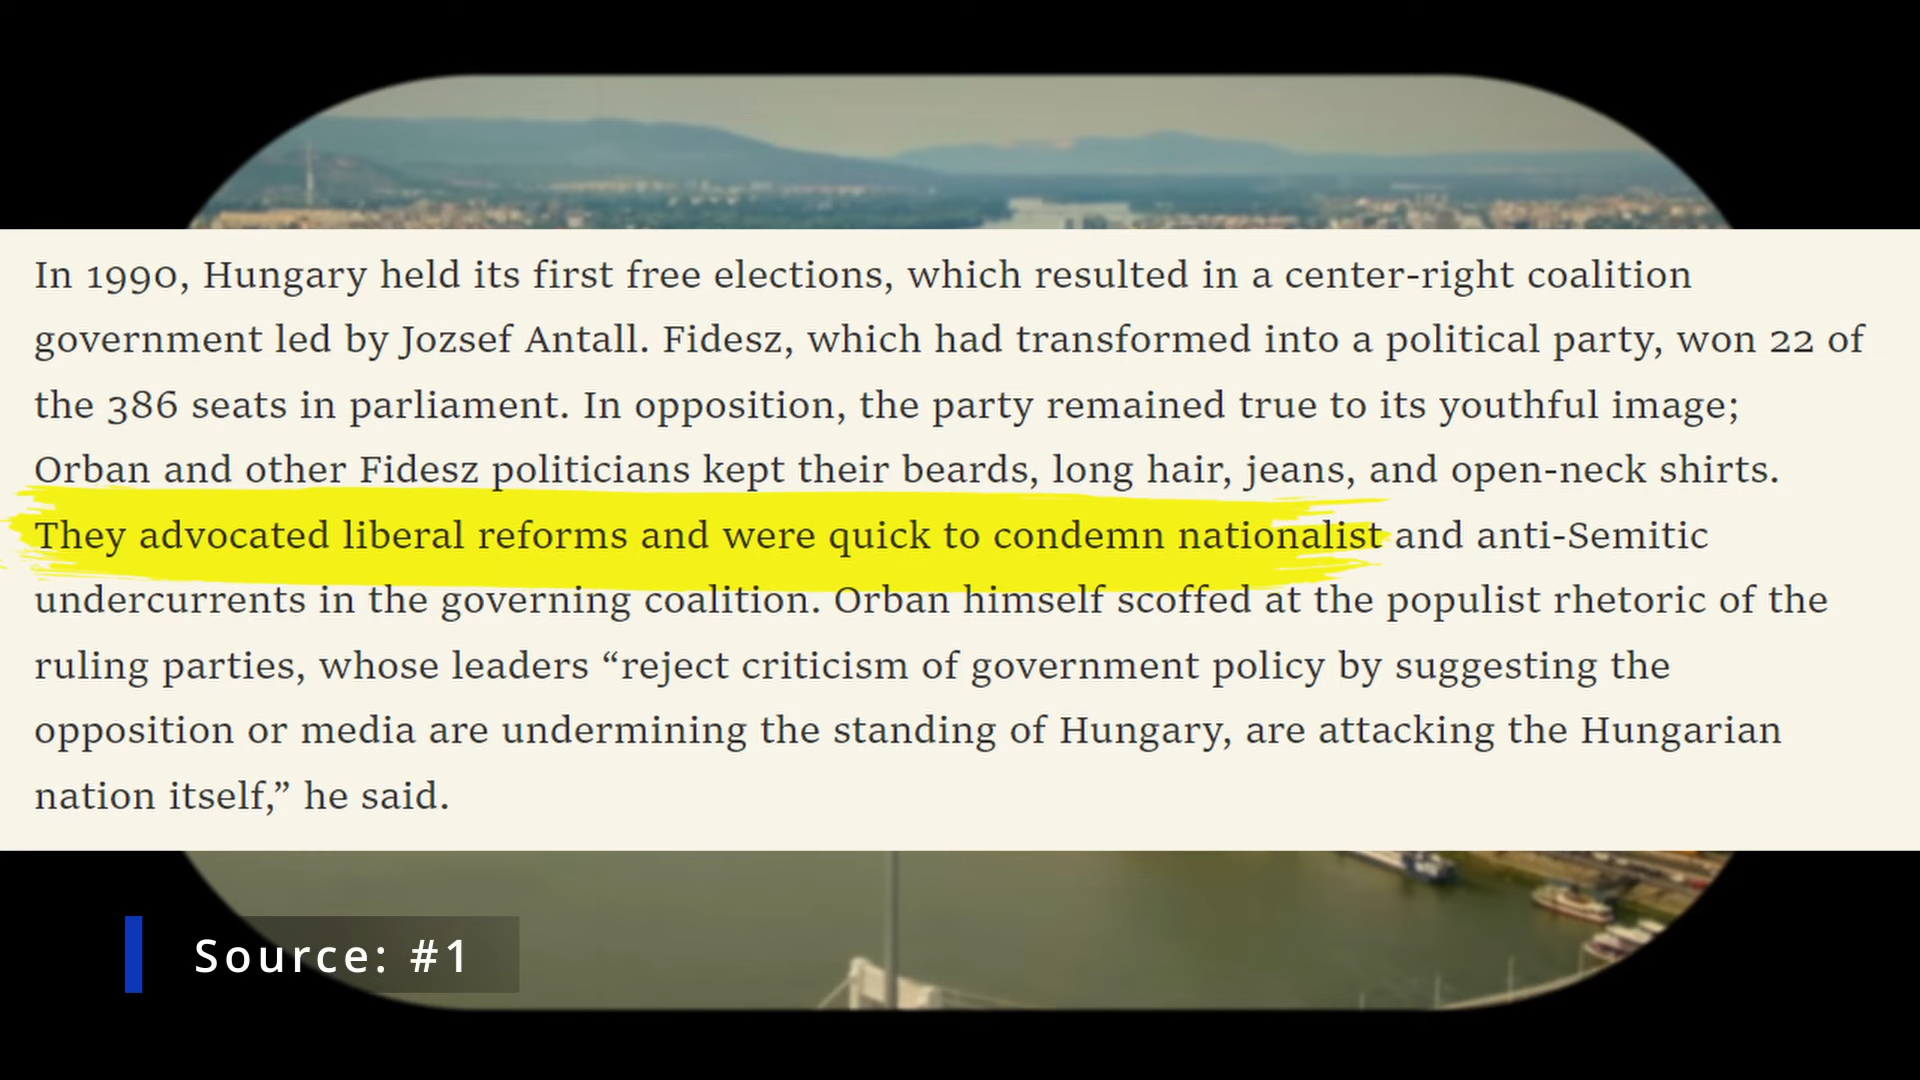 In 1990, Hungary held its first free elections, which resulted in a center-right coalition
government led by Jozsef Antall. Fidesz, which had transformed into a political party, won 22 of
the 386 seats in parliament. In opposition, the party remained true to its youthful image;
Orban and other Fidesz politicians kept their beards, long hair, jeans, and open-neck shirts.
They advocated liberal reforms and were quick to condemn nationalist and anti-Semitic
undercurrents in the governing coalition. Orban himself scoffed at the populist rhetoric of the
ruling parties, whose leaders “reject criticism of government policy by suggesting the
opposition or media are undermining the standing of Hungary, are attacking the Hungarian
nation itself,” he said.
Source: #1